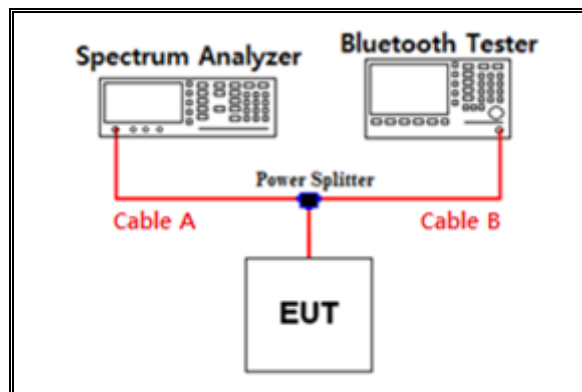 Spectrum Analyzer
Bluetooth Tester
Power Splitter
Cable A
Cable B
EUT